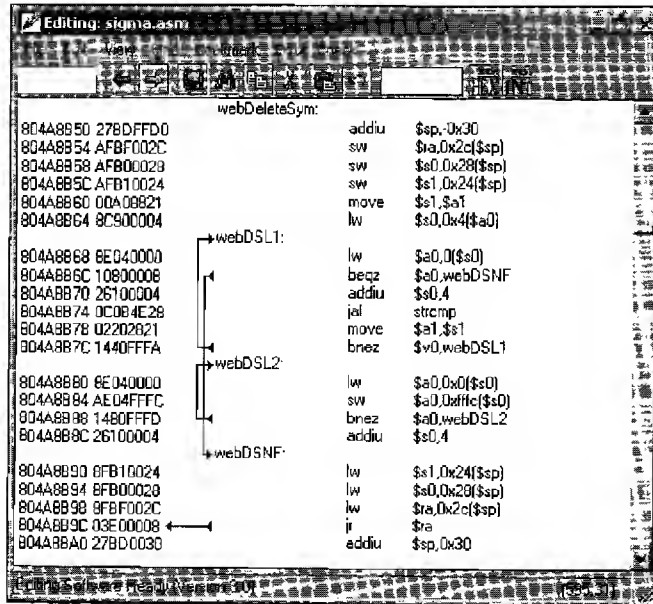 Editing: sigma.asm
View
webDeleteSym:
804A8B50 27BDFFD0 addiu $sp,-0x30
804A8B54 AFBF002C sw $ra,0x2c($sp)
804A8B58 AFB00028 sw $s0,0x28($sp)
804A8B5C AFB10024 sw $s1,0x24($sp)
804A8B60 00A08821 move $s1,$a1
804A8B64 8C900004 lw $s0,0x4($a0)
webDSL1:
804A8B68 8E040000 lw $a0,0($s0)
804A8B6C 10800008 beqz $a0,webDSNF
804A8B70 26100004 addiu $s0,4
804A8B74 0C0B4E28 jal strcmp
804A8B78 02202821 move $a1,$s1
804A8B7C 1440FFFA bnez $v0,webDSL1
webDSL2:
804A8B80 8E040000 lw $a0,0x0($s0)
804A8B84 AE04FFFC sw $a0,0xfffc($s0)
804A8B88 1480FFFD bnez $a0,webDSL2
804A8B8C 26100004 addiu $s0,4
webDSNF:
804A8B90 8FB10024 lw $s1,0x24($sp)
804A8B94 8FB00028 lw $s0,0x28($sp)
804A8B98 8FBF002C lw $ra,0x2c($sp)
804A8B9C 03E00008 jr $ra
804A8BA0 27BD0030 addiu $sp,0x30